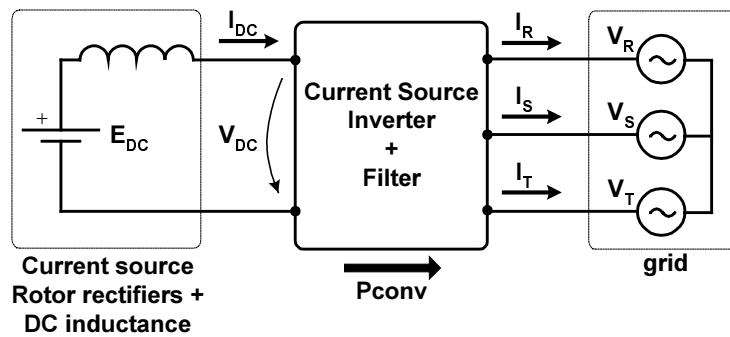 I_DC
I_R
V_R
+
E_DC
V_DC
Current Source
Inverter
+
Filter
I_S
V_S
I_T
V_T
Current source
Rotor rectifiers +
DC inductance
Pconv
grid